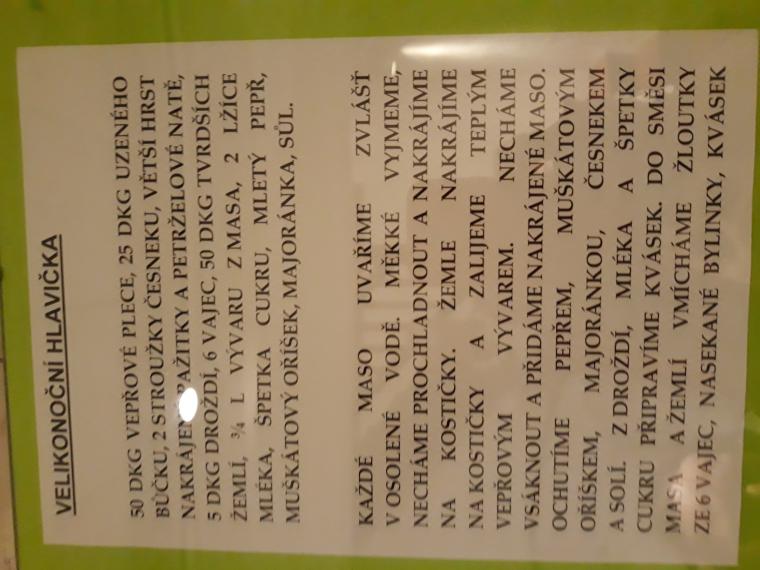 VELIKONOČNÍ HLAVIČKA
50 DKG VEPŘOVÉ PLECE, 25 DKG UZENÉHO
BŮČKU, 2 STROUŽKY ČESNEKU, VĚTŠÍ HRST
NAKRÁJENÉ PAŽITKY A PETRŽELOVÉ NATĚ,
5 DKG DROŽDÍ, 6 VAJEC, 50 DKG TVRDŠÍCH
ŽEMLÍ, ¾ L VÝVARU Z MASA, 2 LŽÍCE
MLÉKA, ŠPETKA CUKRU, MLETÝ PEPŘ,
MUŠKÁTOVÝ OŘÍŠEK, MAJORÁNKA, SŮL.
KAŽDÉ MASO UVAŘÍME ZVLÁŠŤ
V OSOLENÉ VODĚ. MĚKKÉ VYJMEME,
NECHÁME PROCHLADNOUT A NAKRÁJÍME
NA KOSTIČKY. ŽEMLE NAKRÁJÍME
NA KOSTIČKY A ZALIJEME TEPLÝM
VEPŘOVÝM VÝVAREM. NECHÁME
VSÁKNOUT A PŘIDÁME NAKRÁJENÉ MASO.
OCHUTÍME PEPŘEM, MUŠKÁTOVÝM
OŘÍŠKEM, MAJORÁNKOU, ČESNEKEM
A SOLÍ. Z DROŽDÍ, MLÉKA A ŠPETKY
CUKRU PŘIPRAVÍME KVÁSEK. DO SMĚSI
MASA A ŽEMLÍ VMÍCHÁME ŽLOUTKY
ZE 6 VAJEC, NASEKANÉ BYLINKY, KVÁSEK